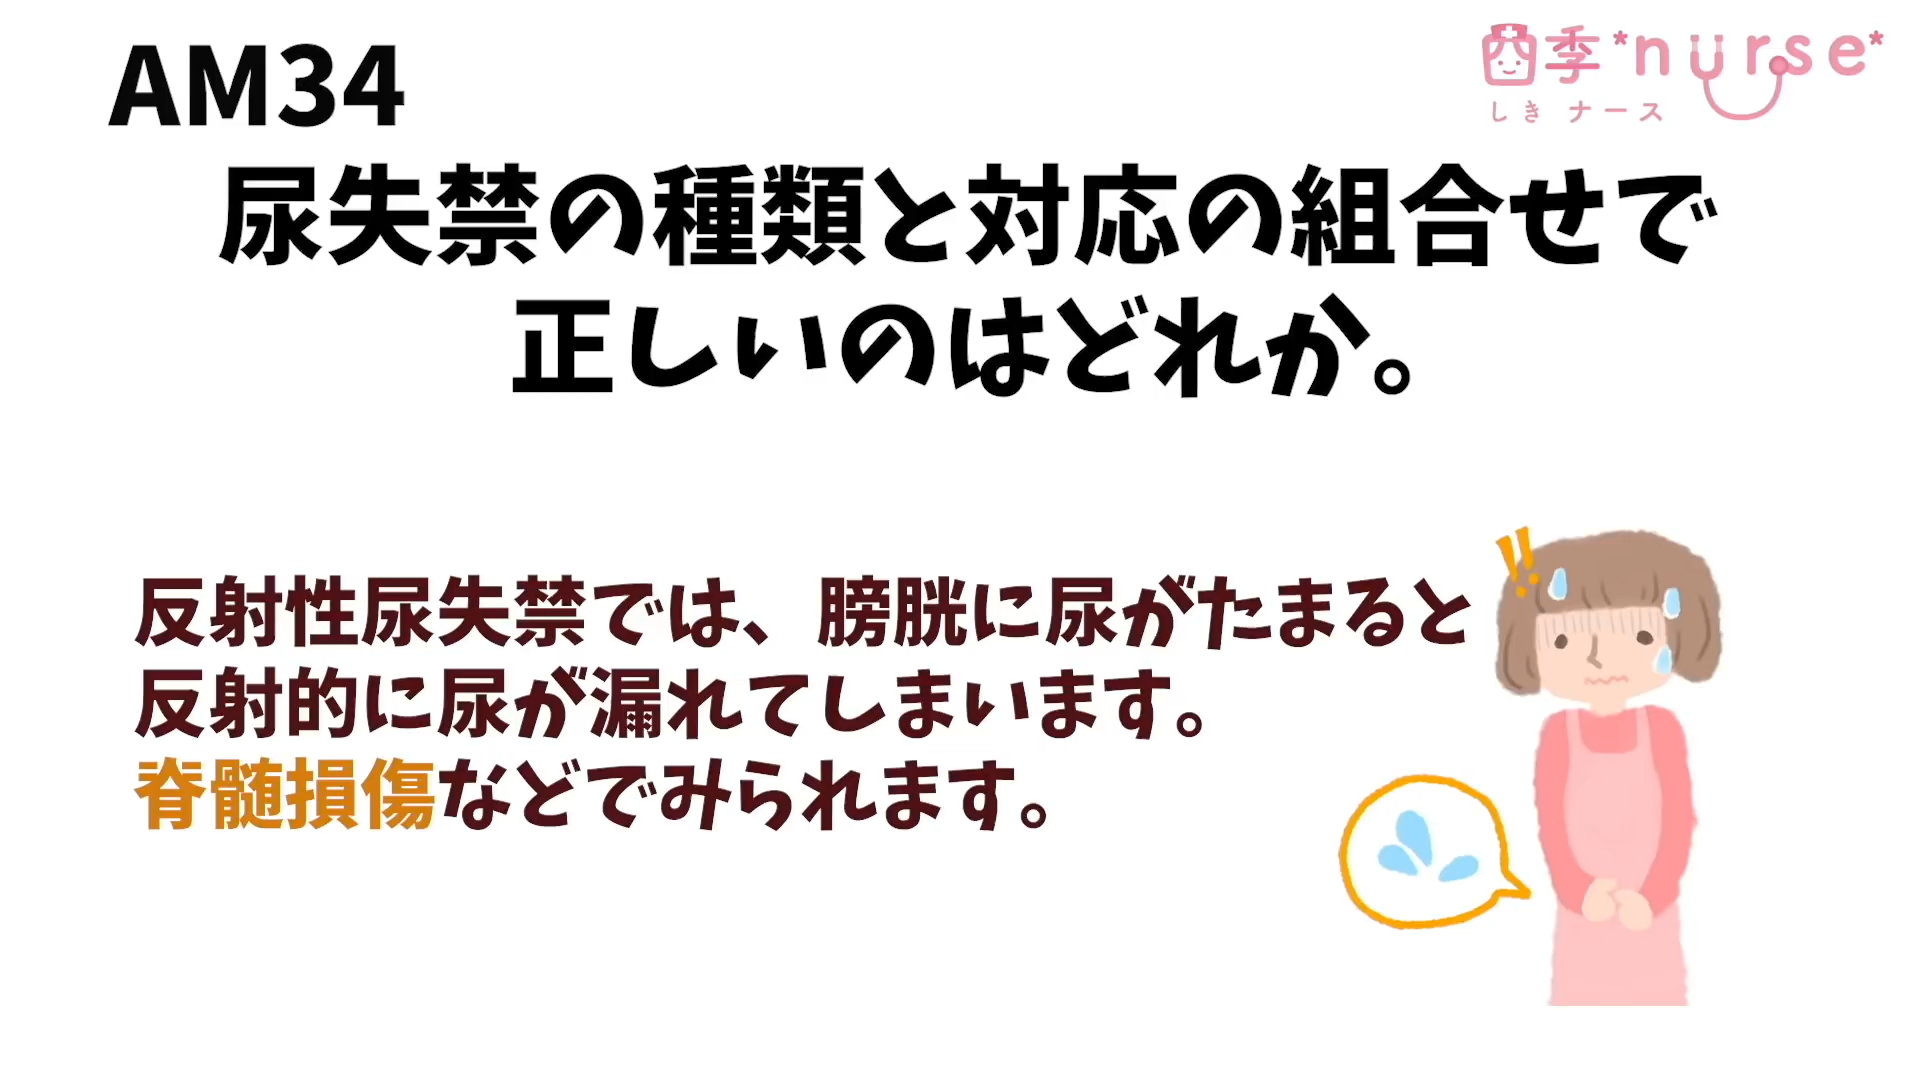 AM34
四季*nurse*
しき ナース
尿失禁の種類と対応の組合せで
正しいのはどれか。
反射性尿失禁では、膀胱に尿がたまると
反射的に尿が漏れてしまいます。
脊髄損傷などでみられます。